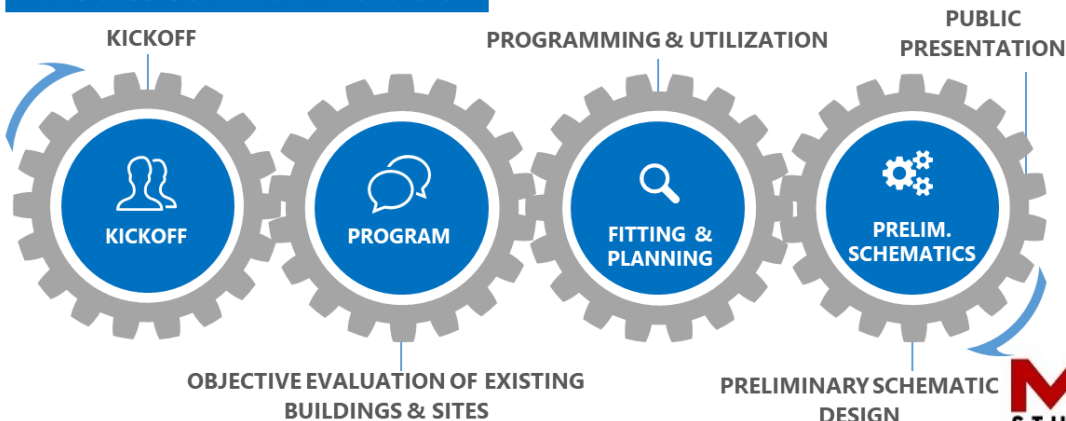 KICKOFF
PROGRAMMING & UTILIZATION
PUBLIC
PRESENTATION
KICKOFF
PROGRAM
FITTING &
PLANNING
PRELIM.
SCHEMATICS
OBJECTIVE EVALUATION OF EXISTING
BUILDINGS & SITES
PRELIMINARY SCHEMATIC
DESIGN
M